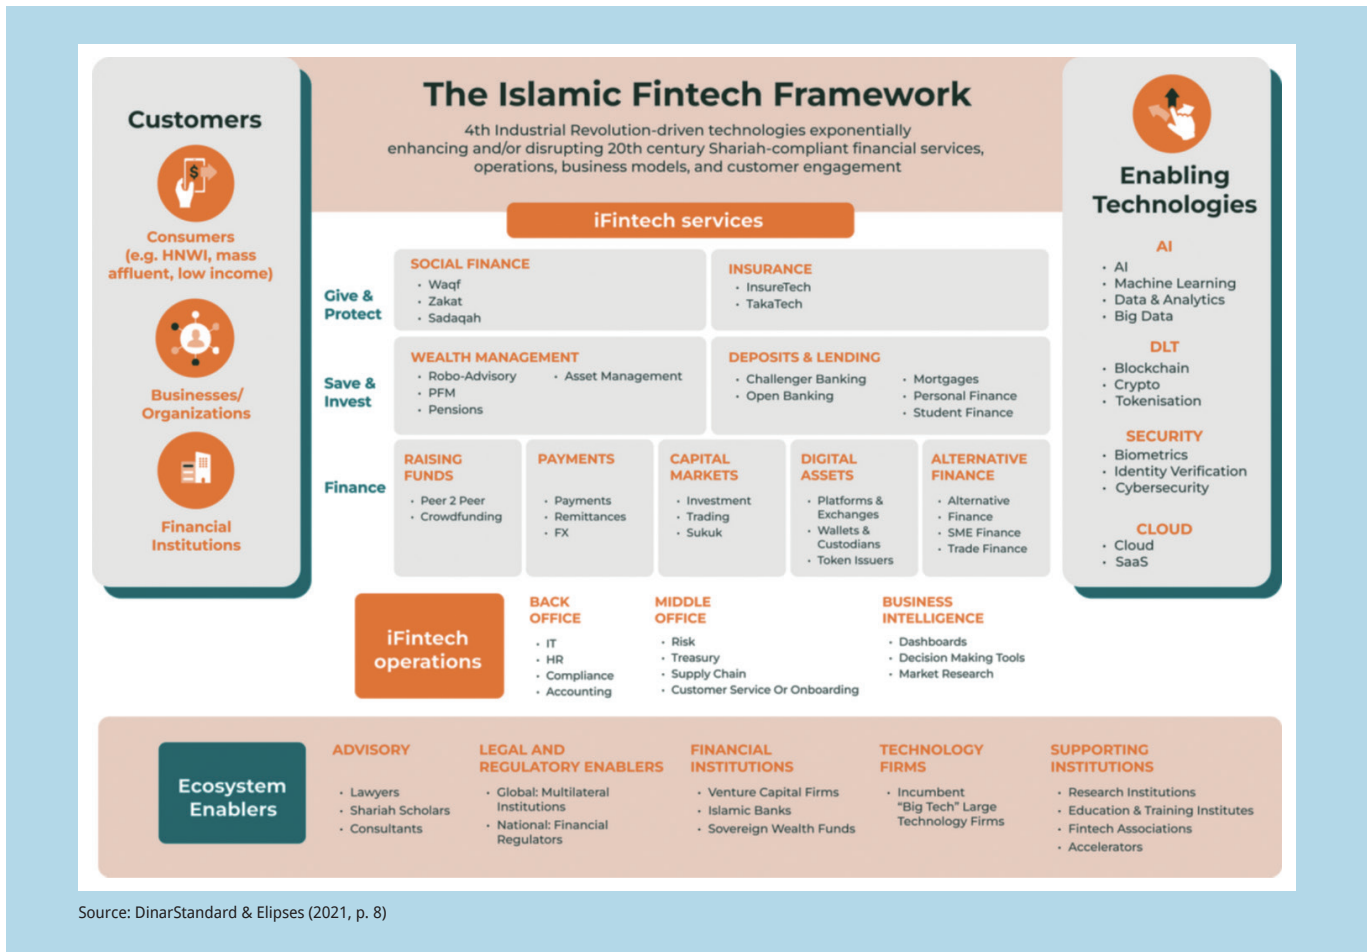 Customers
Consumers
(e.g. HNWI, mass
affluent, low income)
Businesses/
Organizations
Financial
Institutions
The Islamic Fintech Framework
4th Industrial Revolution-driven technologies exponentially
enhancing and/or disrupting 20th century Shariah-compliant financial services,
operations, business models, and customer engagement
iFintech services
Give &
Protect
SOCIAL FINANCE
• Waqf
• Zakat
• Sadaqah
INSURANCE
• InsureTech
• TakaTech
Save &
Invest
WEALTH MANAGEMENT
• Robo-Advisory
• PFM
• Pensions
• Asset Management
DEPOSITS & LENDING
• Challenger Banking
• Open Banking
• Mortgages
• Personal Finance
• Student Finance
Finance
RAISING
FUNDS
• Peer 2 Peer
• Crowdfunding
PAYMENTS
• Payments
• Remittances
• FX
CAPITAL
MARKETS
• Investment
• Trading
• Sukuk
DIGITAL
ASSETS
• Platforms &
Exchanges
• Wallets &
Custodians
• Token Issuers
ALTERNATIVE
FINANCE
• Alternative
• Finance
• SME Finance
• Trade Finance
Enabling
Technologies
AI
• AI
• Machine Learning
• Data & Analytics
• Big Data
DLT
• Blockchain
• Crypto
• Tokenisation
SECURITY
• Biometrics
• Identity Verification
• Cybersecurity
CLOUD
• Cloud
• SaaS
iFintech
operations
BACK
OFFICE
• IT
• HR
• Compliance
• Accounting
MIDDLE
OFFICE
• Risk
• Treasury
• Supply Chain
• Customer Service Or Onboarding
BUSINESS
INTELLIGENCE
• Dashboards
• Decision Making Tools
• Market Research
Ecosystem
Enablers
ADVISORY
• Lawyers
• Shariah Scholars
• Consultants
LEGAL AND
REGULATORY ENABLERS
• Global: Multilateral
Institutions
• National: Financial
Regulators
FINANCIAL
INSTITUTIONS
• Venture Capital Firms
• Islamic Banks
• Sovereign Wealth Funds
TECHNOLOGY
FIRMS
• Incumbent
"Big Tech" Large
Technology Firms
SUPPORTING
INSTITUTIONS
• Research Institutions
• Education & Training Institutes
• Fintech Associations
• Accelerators
Source: DinarStandard & Elipses (2021, p. 8)